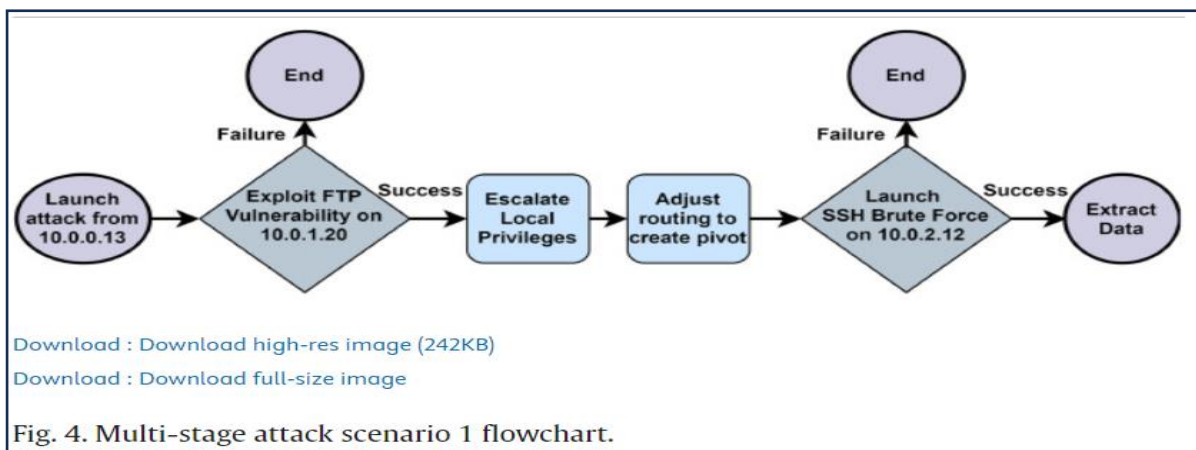 End
End
Failure
Failure
Launch
attack from
10.0.0.13
Exploit FTP
Vulnerability on
10.0.1.20
Success
Escalate
Local
Privileges
Adjust
routing to
create pivot
Launch
SSH Brute Force
on 10.0.2.12
Success
Extract
Data
Download : Download high-res image (242KB)
Download : Download full-size image
Fig. 4. Multi-stage attack scenario 1 flowchart.